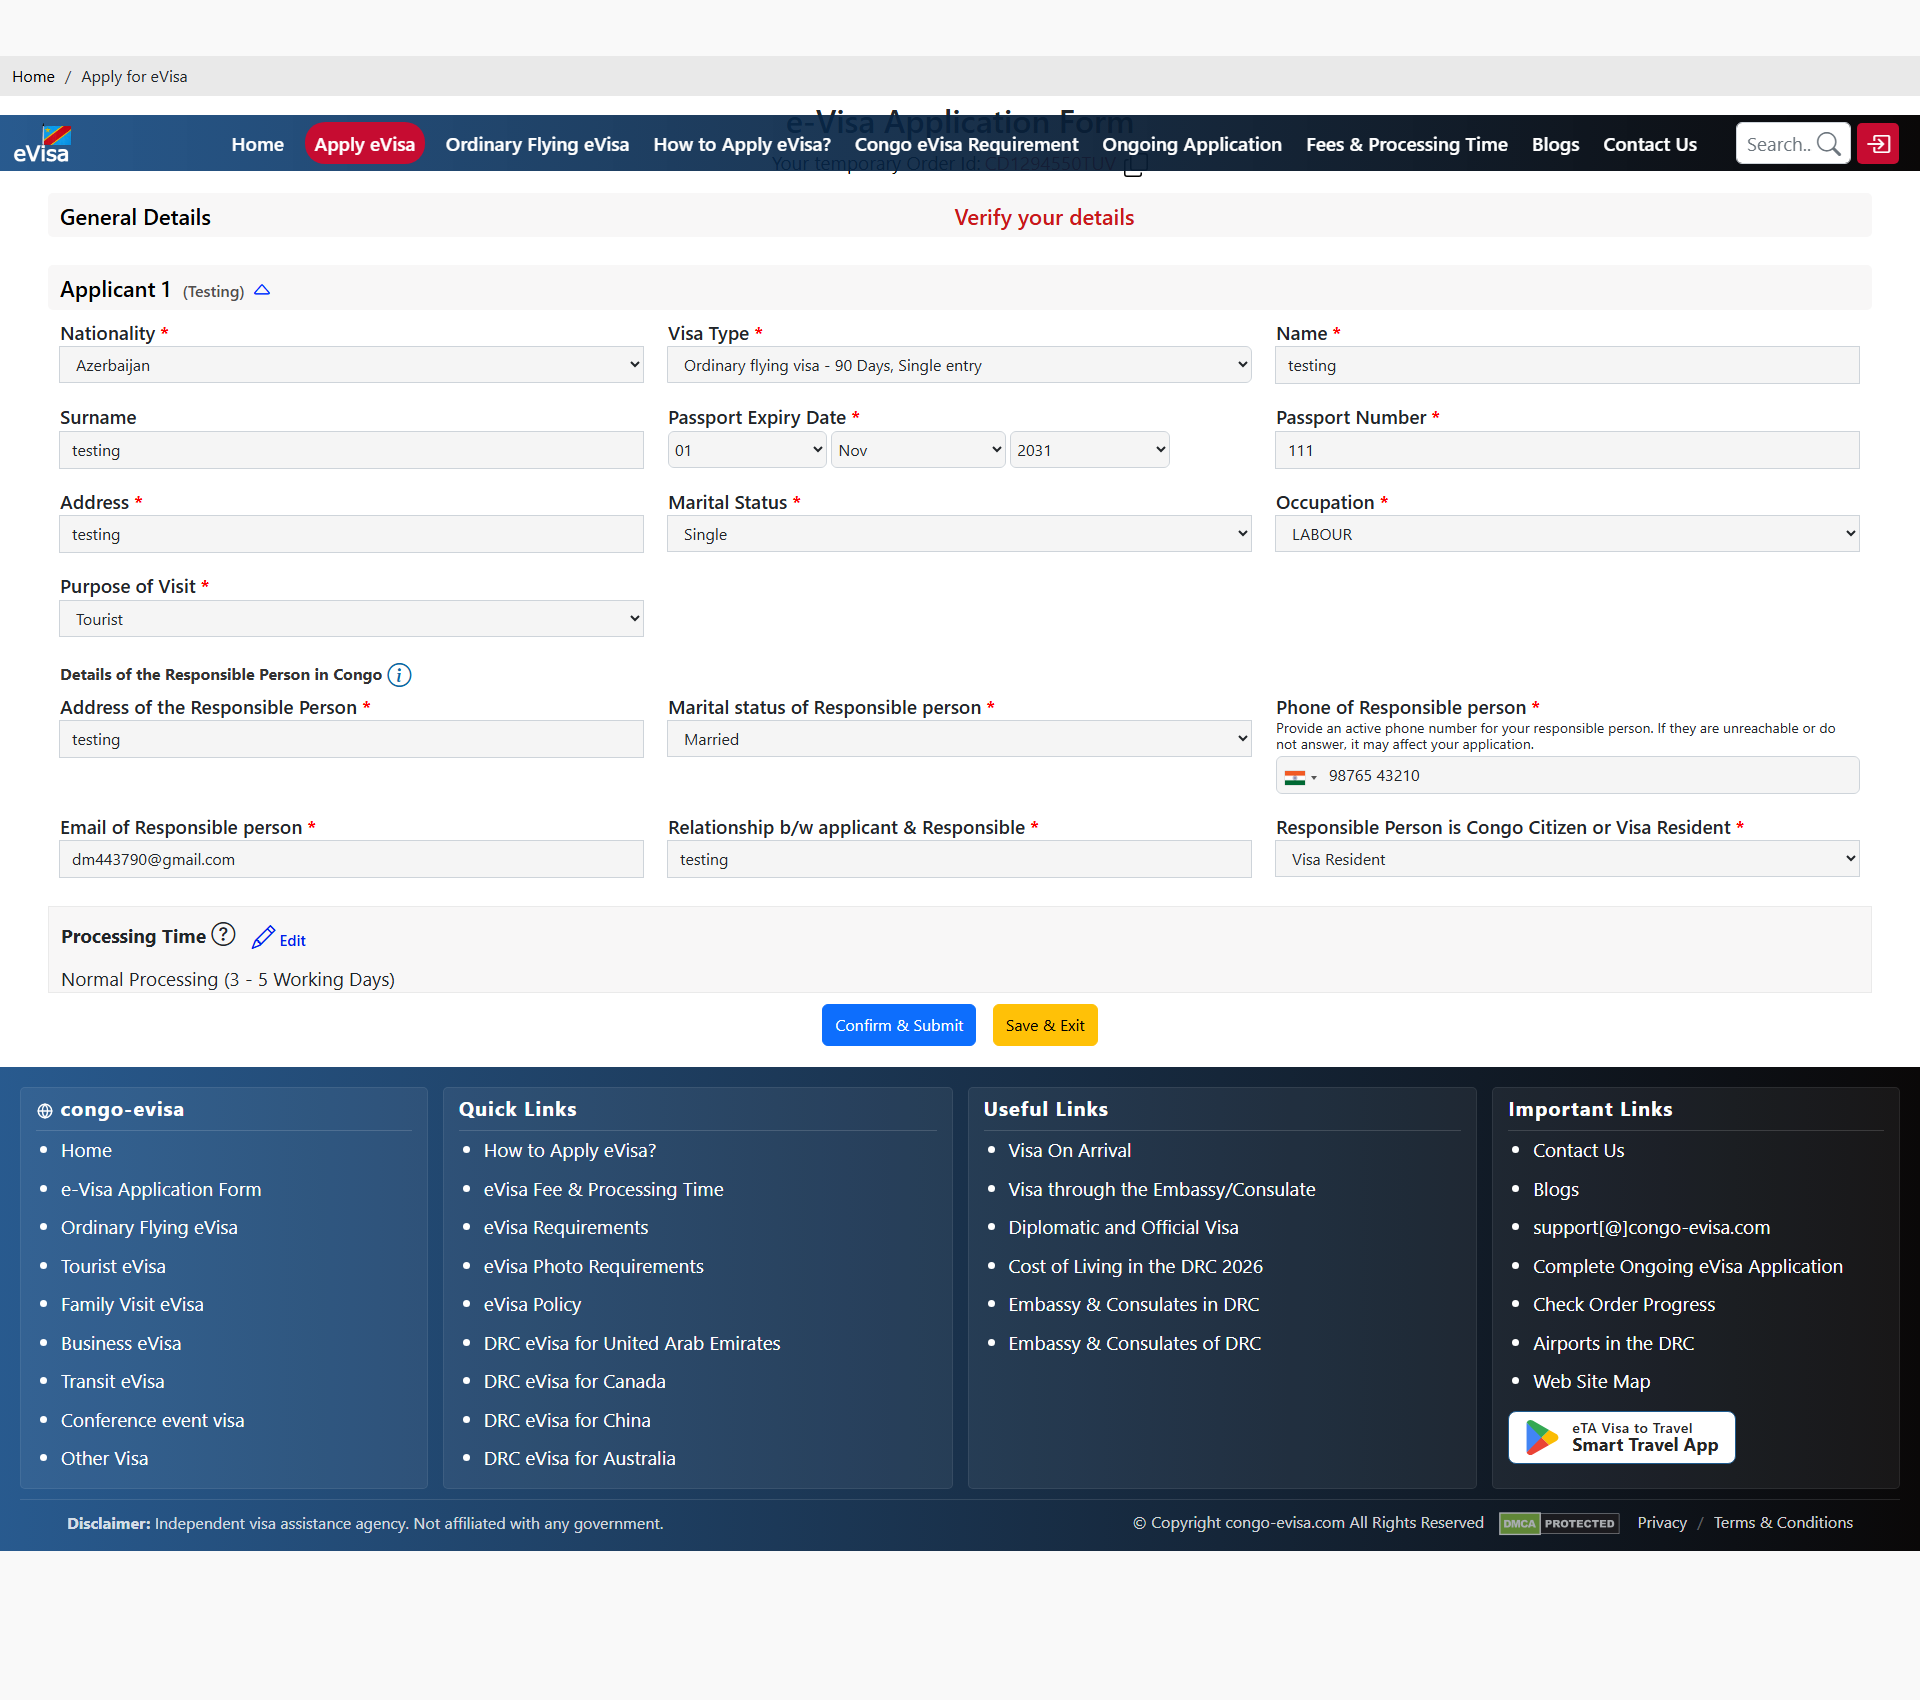 Home / Apply for eVisa
e-Visa Application Form
eVisa
Home Apply eVisa Ordinary Flying eVisa How to Apply eVisa? Congo eVisa Requirement Ongoing Application Fees & Processing Time Blogs Contact Us Search..
Your temporary Order Id: CD1294550TUV
General Details Verify your details
Applicant 1 (Testing)
Nationality * Visa Type * Name *
Azerbaijan Ordinary flying visa - 90 Days, Single entry testing
Surname Passport Expiry Date * Passport Number *
testing 01 Nov 2031 111
Address * Marital Status * Occupation *
testing Single LABOUR
Purpose of Visit *
Tourist
Details of the Responsible Person in Congo i
Address of the Responsible Person * Marital status of Responsible person * Phone of Responsible person *
Provide an active phone number for your responsible person. If they are unreachable or do
not answer, it may affect your application.
testing Married
98765 43210
Email of Responsible person * Relationship b/w applicant & Responsible * Responsible Person is Congo Citizen or Visa Resident *
dm443790@gmail.com testing Visa Resident
Processing Time ? Edit
Normal Processing (3 - 5 Working Days)
Confirm & Submit Save & Exit
congo-evisa
Home
e-Visa Application Form
Ordinary Flying eVisa
Tourist eVisa
Family Visit eVisa
Business eVisa
Transit eVisa
Conference event visa
Other Visa
Quick Links
How to Apply eVisa?
eVisa Fee & Processing Time
eVisa Requirements
eVisa Photo Requirements
eVisa Policy
DRC eVisa for United Arab Emirates
DRC eVisa for Canada
DRC eVisa for China
DRC eVisa for Australia
Useful Links
Visa On Arrival
Visa through the Embassy/Consulate
Diplomatic and Official Visa
Cost of Living in the DRC 2026
Embassy & Consulates in DRC
Embassy & Consulates of DRC
Important Links
Contact Us
Blogs
support[@]congo-evisa.com
Complete Ongoing eVisa Application
Check Order Progress
Airports in the DRC
Web Site Map
eTA Visa to Travel
Smart Travel App
Disclaimer: Independent visa assistance agency. Not affiliated with any government.
© Copyright congo-evisa.com All Rights Reserved DMCA PROTECTED Privacy / Terms & Conditions